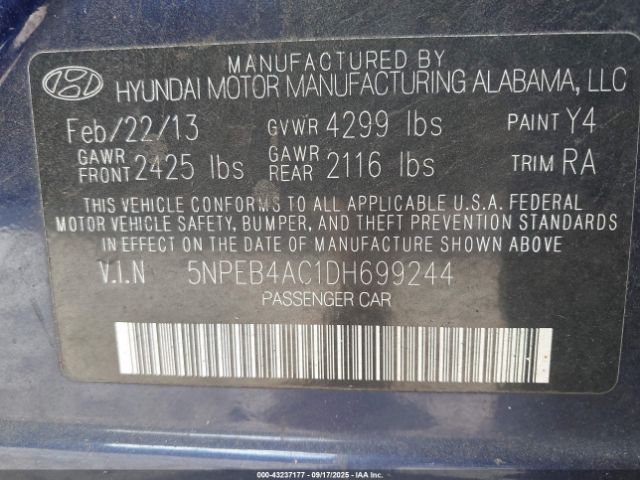 MANUFACTURED BY
HYUNDAI MOTOR MANUFACTURING ALABAMA, LLC
Feb/22/13 GVWR 4299 lbs PAINT Y4
GAWR FRONT 2425 lbs GAWR REAR 2116 lbs TRIM RA
THIS VEHICLE CONFORMS TO ALL APPLICABLE U.S.A. FEDERAL
MOTOR VEHICLE SAFETY, BUMPER, AND THEFT PREVENTION STANDARDS
IN EFFECT ON THE DATE OF MANUFACTURE SHOWN ABOVE.
V.I.N 5NPEB4AC1DH699244
PASSENGER CAR
000-43237177 - 09/17/2025 - IAAI.COM